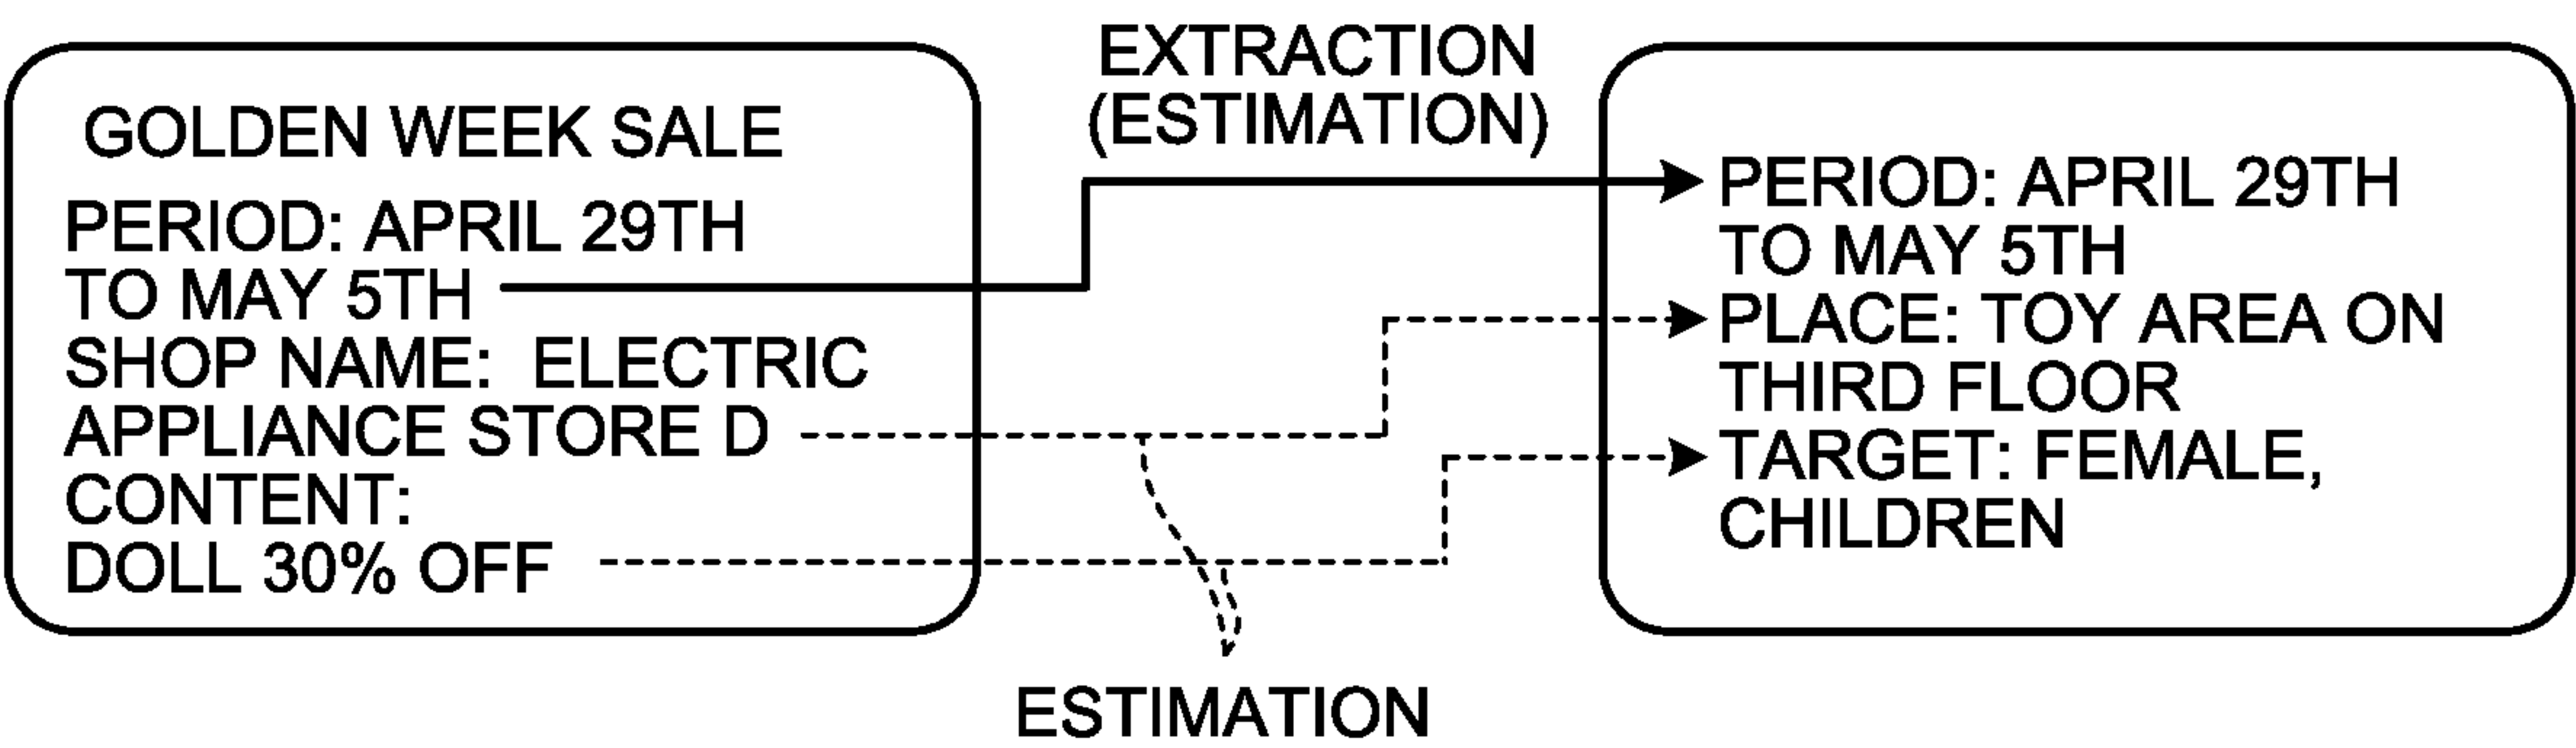 GOLDEN WEEK SALE
PERIOD: APRIL 29TH
TO MAY 5TH
SHOP NAME: ELECTRIC
APPLIANCE STORE D
CONTENT:
DOLL 30% OFF
EXTRACTION
(ESTIMATION)
PERIOD: APRIL 29TH
TO MAY 5TH
PLACE: TOY AREA ON
THIRD FLOOR
TARGET: FEMALE,
CHILDREN
ESTIMATION